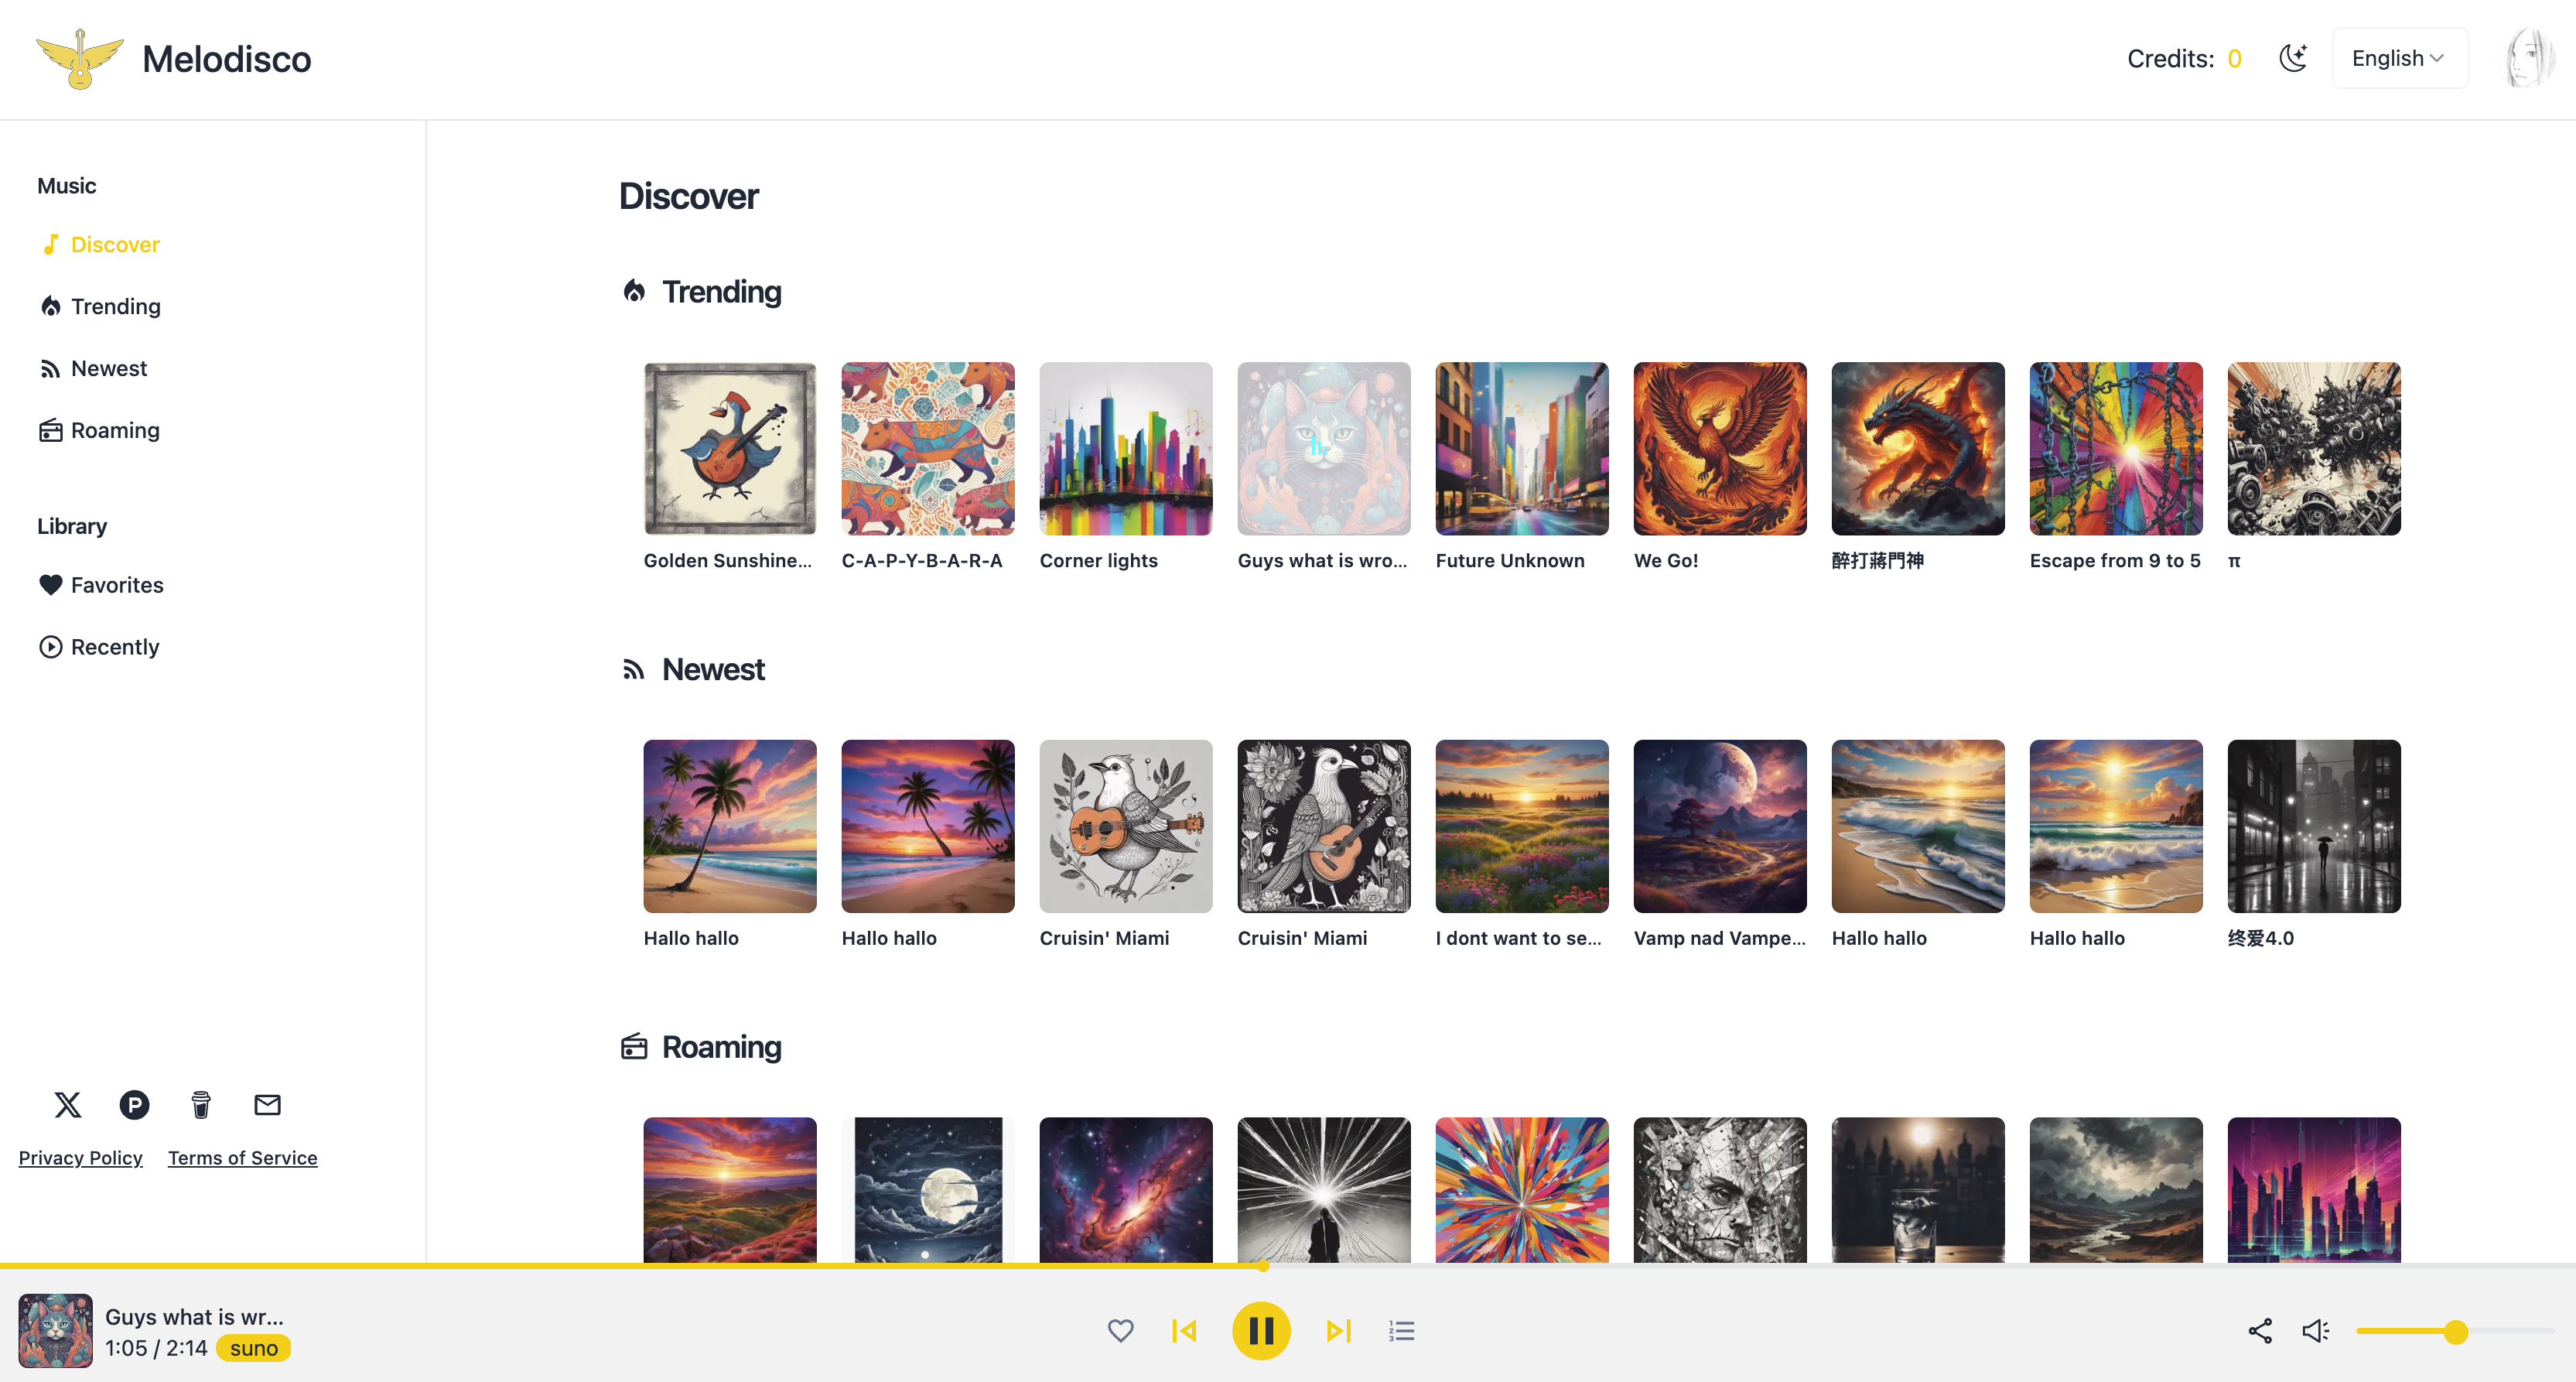 Melodisco
Credits: 0
English
Music
Discover
Trending
Newest
Roaming
Library
Favorites
Recently
Privacy Policy Terms of Service
Discover
Trending
Golden Sunshine... C-A-P-Y-B-A-R-A Corner lights Guys what is wro... Future Unknown We Go! 醉打蔣門神 Escape from 9 to 5 π
Newest
Hallo hallo Hallo hallo Cruisin' Miami Cruisin' Miami I dont want to se... Vamp nad Vampe... Hallo hallo Hallo hallo 终爱4.0
Roaming
Guys what is wr...
1:05 / 2:14 suno